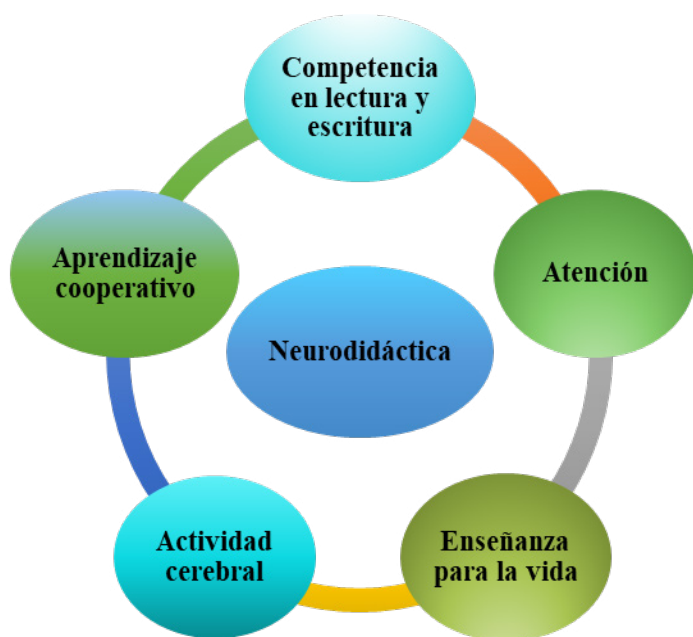 Competencia
en lectura y
escritura
Aprendizaje
cooperativo
Atención
Neurodidáctica
Actividad
cerebral
Enseñanza
para la vida